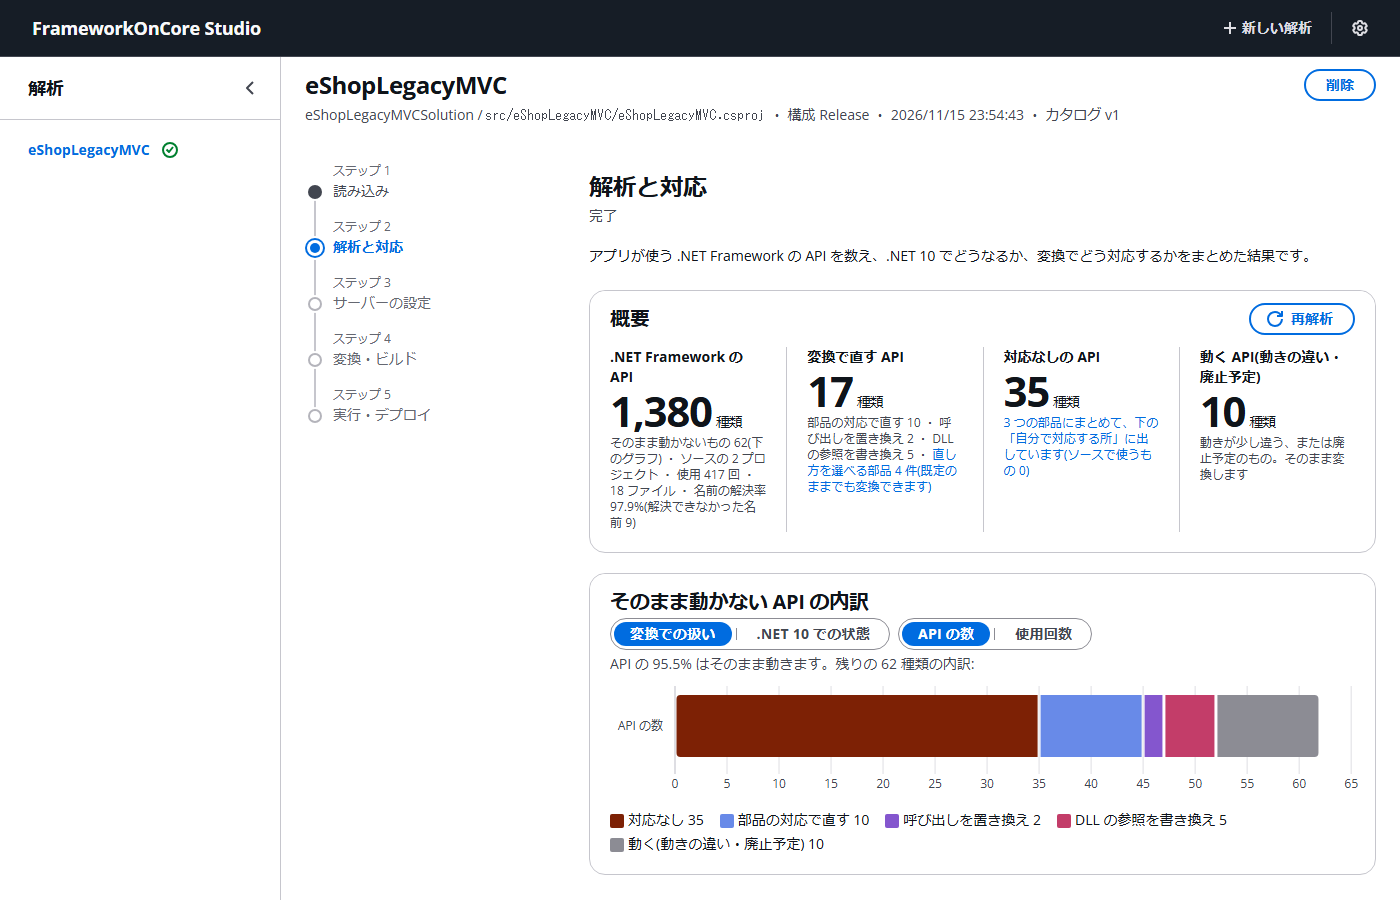 FrameworkOnCore Studio
新しい解析
解析
eShopLegacyMVC
eShopLegacyMVC
削除
eShopLegacyMVCSolution / src/eShopLegacyMVC/eShopLegacyMVC.csproj ・ 構成 Release ・ 2026/11/15 23:54:43 ・ カタログ v1
ステップ 1
読み込み
ステップ 2
解析と対応
ステップ 3
サーバーの設定
ステップ 4
変換・ビルド
ステップ 5
実行・デプロイ
解析と対応
完了
アプリが使う .NET Framework の API を数え、.NET 10 でどうなるか、変換でどう対応するかをまとめた結果です。
概要
再解析
.NET Framework の
API
1,380 種類
そのまま動かないもの 62(下
のグラフ) ・ ソースの 2 プロ
ジェクト ・ 使用 417 回 ・
18 ファイル ・ 名前の解決率
97.9%(解決できなかった名
前 9)
変換で直す API
17 種類
部品の対応で直す 10 ・ 呼
び出しを置き換え 2 ・ DLL
の参照を書き換え 5 ・ 直し
方を選べる部品 4 件(既定の
ままでも変換できます)
対応なしの API
35 種類
3 つの部品にまとめて、下の
「自分で対応する所」に出
しています(ソースで使うも
の 0)
動く API(動きの違い・
廃止予定)
10 種類
動きが少し違う、または廃
止予定のもの。そのまま変
換します
そのまま動かない API の内訳
変換での扱い
.NET 10 での状態
API の数
使用回数
API の 95.5% はそのまま動きます。残りの 62 種類の内訳:
API の数
0 5 10 15 20 25 30 35 40 45 50 55 60 65
対応なし 35 部品の対応で直す 10 呼び出しを置き換え 2 DLL の参照を書き換え 5
動く(動きの違い・廃止予定) 10